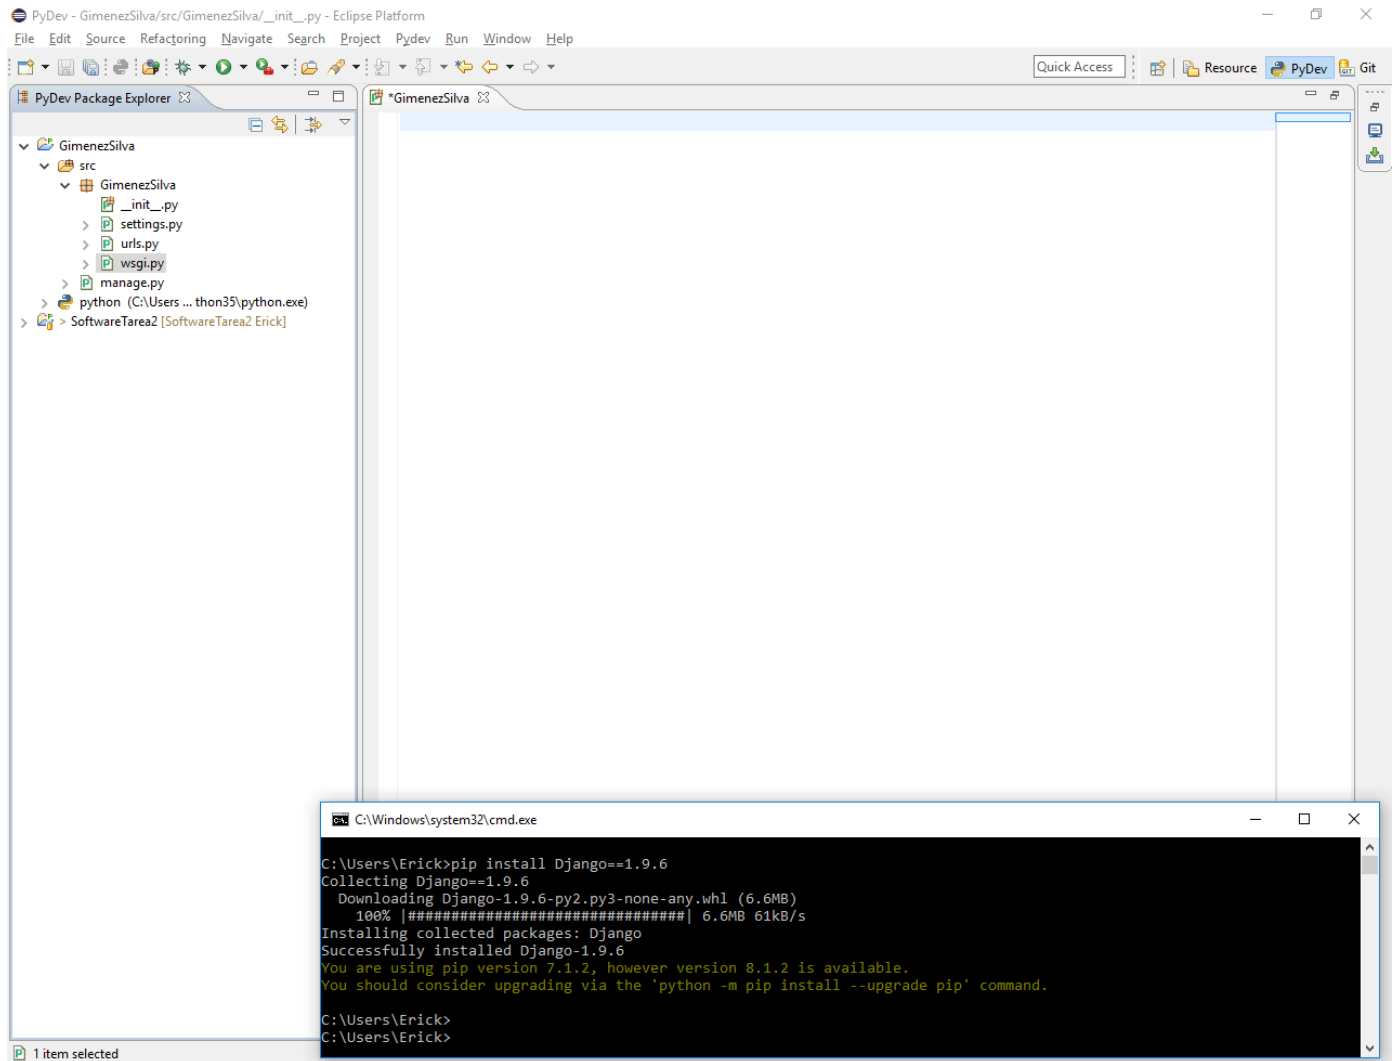 PyDev - GimenezSilva/src/GimenezSilva/__init__.py - Eclipse Platform
File Edit Source Refactoring Navigate Search Project Pydev Run Window Help
Quick Access Resource PyDev Git
PyDev Package Explorer
*GimenezSilva
GimenezSilva
src
GimenezSilva
__init__.py
settings.py
urls.py
wsgi.py
manage.py
python (C:\Users ... thon35\python.exe)
> SoftwareTarea2 [SoftwareTarea2 Erick]
C:\Windows\system32\cmd.exe
C:\Users\Erick>pip install Django==1.9.6
Collecting Django==1.9.6
Downloading Django-1.9.6-py2.py3-none-any.whl (6.6MB)
100% |################################| 6.6MB 61kB/s
Installing collected packages: Django
Successfully installed Django-1.9.6
You are using pip version 7.1.2, however version 8.1.2 is available.
You should consider upgrading via the 'python -m pip install --upgrade pip' command.
C:\Users\Erick>
C:\Users\Erick>
1 item selected